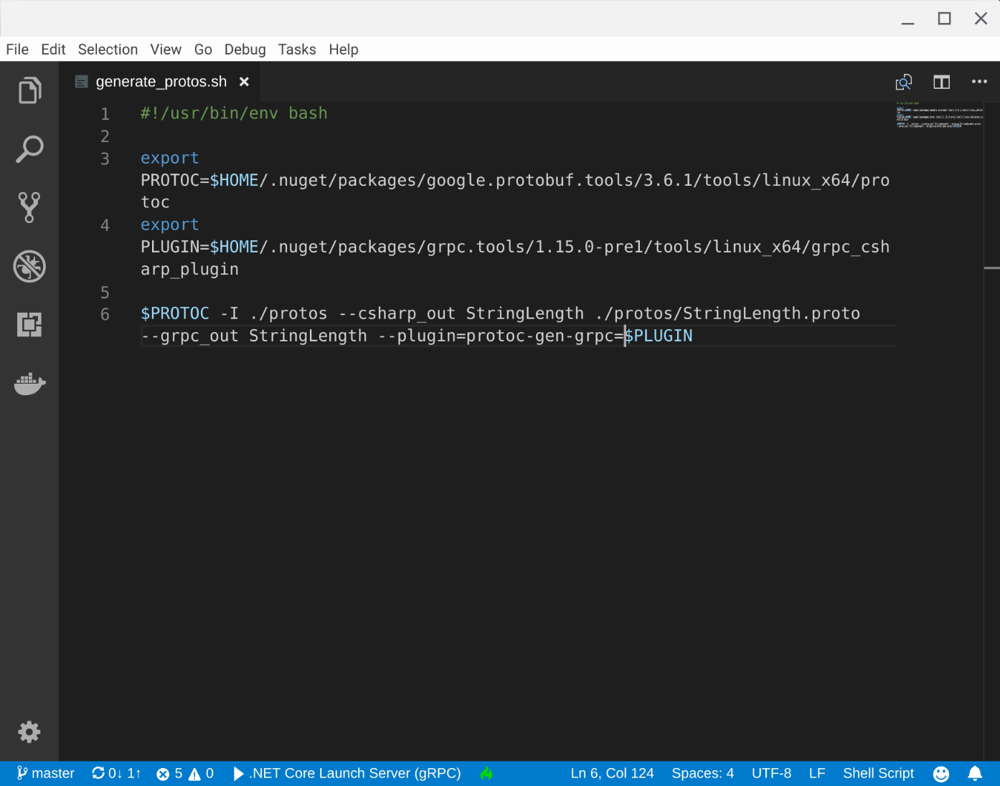 File Edit Selection View Go Debug Tasks Help
generate_protos.sh
1 #!/usr/bin/env bash
2
3 export
PROTOC=$HOME/.nuget/packages/google.protobuf.tools/3.6.1/tools/linux_x64/pro
toc
4 export
PLUGIN=$HOME/.nuget/packages/grpc.tools/1.15.0-pre1/tools/linux_x64/grpc_csh
arp_plugin
5
6 $PROTOC -I ./protos --csharp_out StringLength ./protos/StringLength.proto
--grpc_out StringLength --plugin=protoc-gen-grpc=$PLUGIN
master 0↓ 1↑ 5 0 .NET Core Launch Server (gRPC) Ln 6, Col 124 Spaces: 4 UTF-8 LF Shell Script